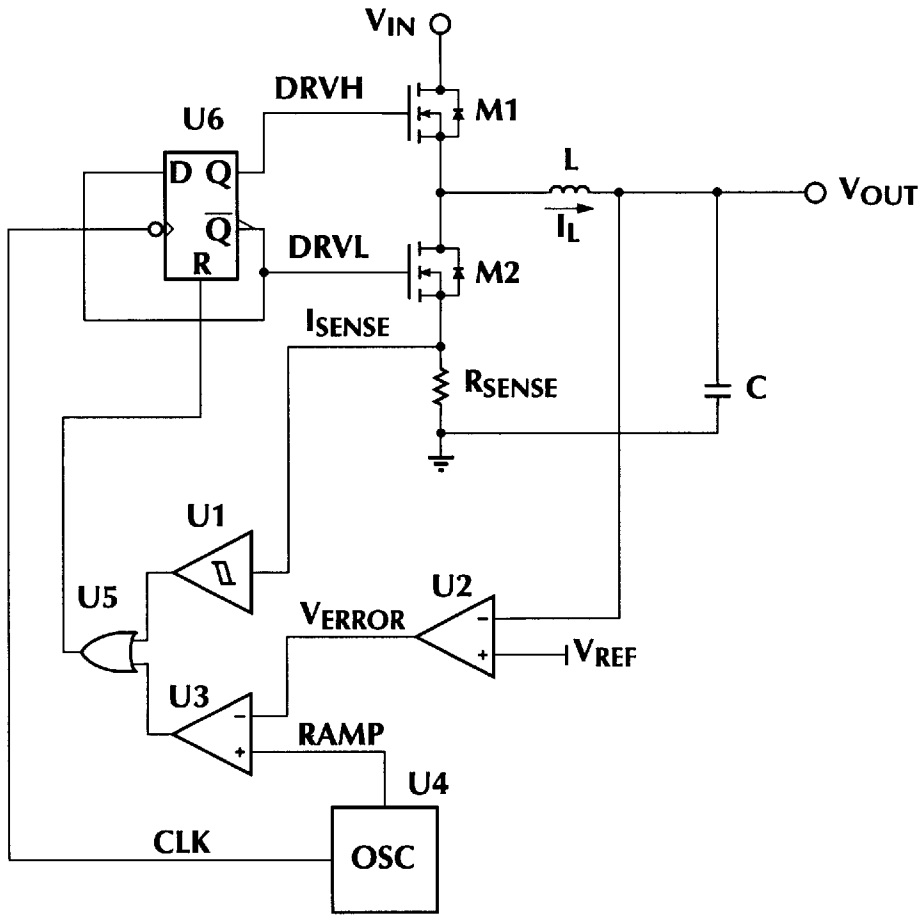 VIN
DRVH
M1
U6
D Q
Q
R
L
IL
VOUT
DRVL
M2
ISENSE
RSENSE
C
U1
U5
U2
VERROR
-
+
VREF
U3
-
+
RAMP
U4
CLK
OSC